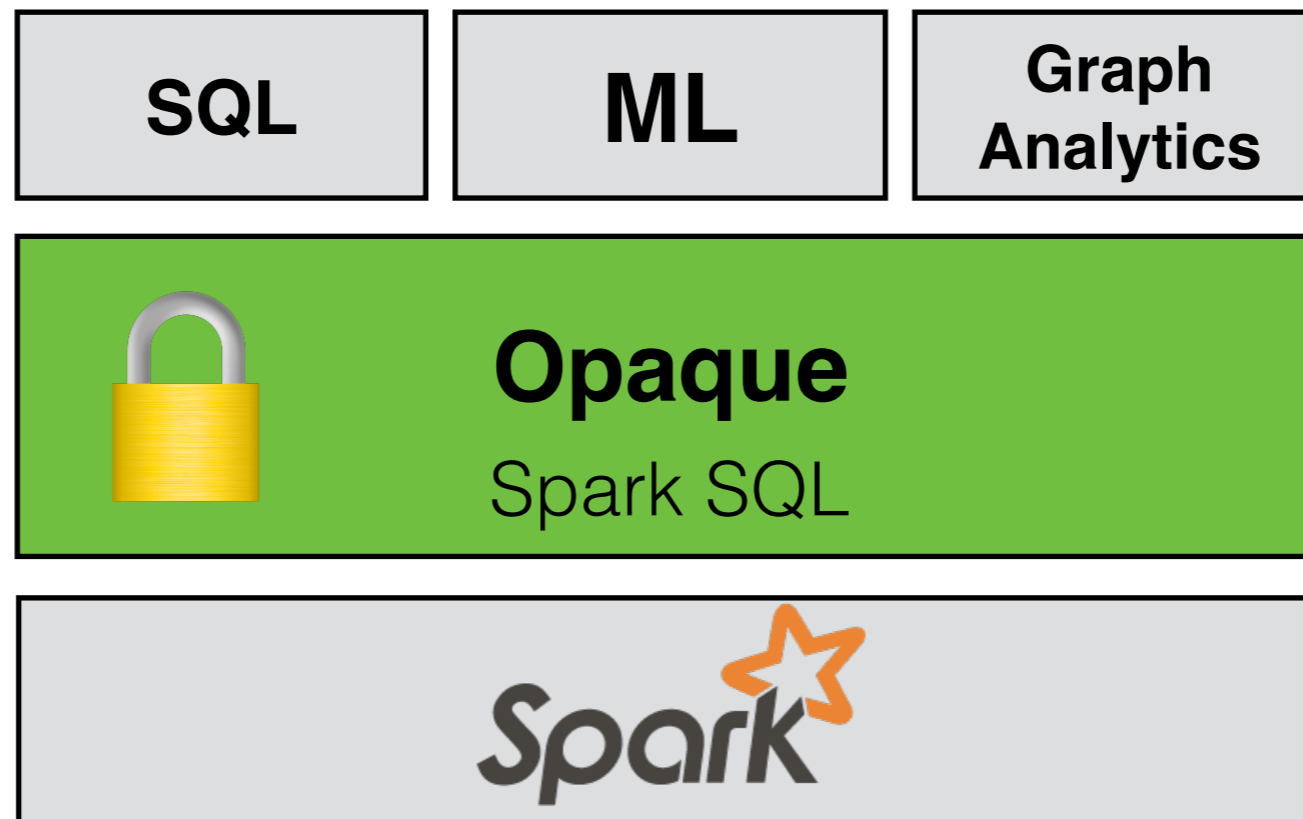 SQL
ML
Graph
Analytics
Opaque
Spark SQL
Spark